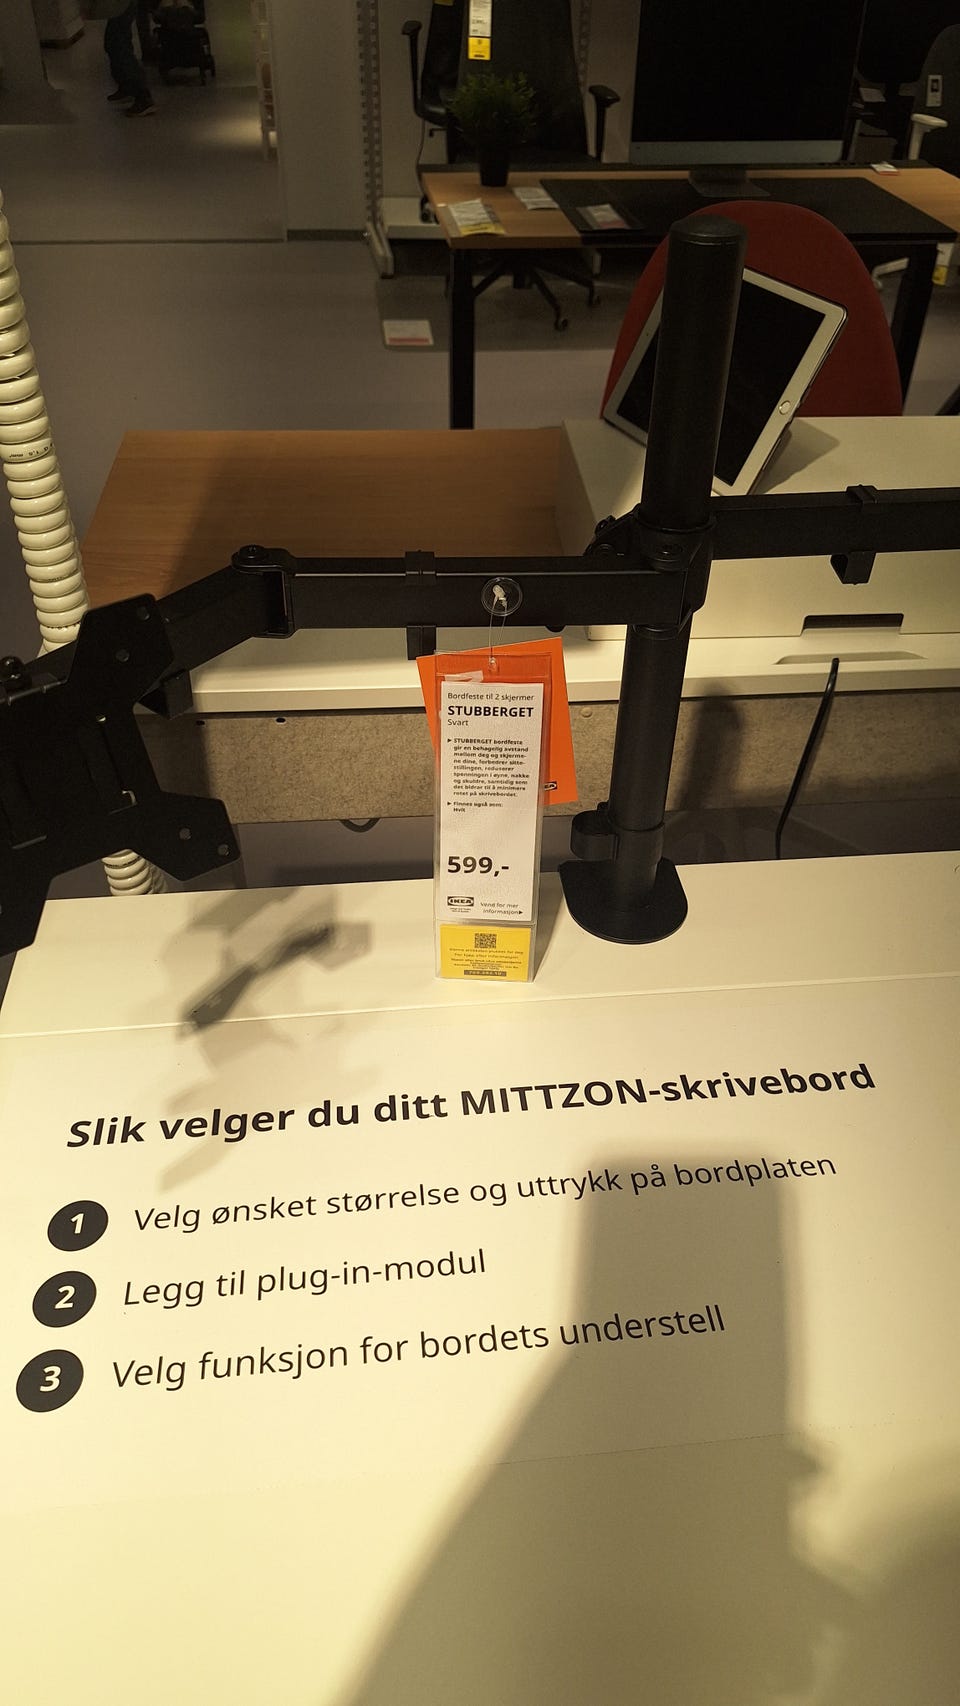 Bordfeste til 2 skjermer
STUBBERGET
Svart
▶ STUBBERGET bordfeste
gir en behagelig avstand
mellom deg og skjerme-
ne dine, forbedrer sitte-
stillingen, reduserer
spenningen i øyne, nakke
og skuldre, samtidig som
det bidrar til å minimere
rotet på skrivebordet.
▶ Finnes også som:
Hvit
599,-
IKEA
Vend for mer
informasjon▶
Slik velger du ditt MITTZON-skrivebord
1 Velg ønsket størrelse og uttrykk på bordplaten
2 Legg til plug-in-modul
3 Velg funksjon for bordets understell